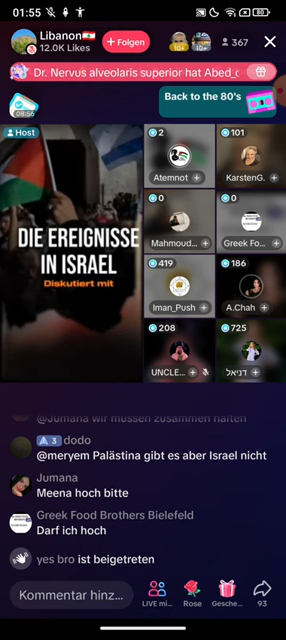 01:55
80
Libanon🇱🇧
12.0K Likes
+ Folgen
10+
10+
367
Dr. Nervus alveolaris superior hat Abed_
08:56
Back to the 80's
Host
DIE EREIGNISSE
IN ISRAEL
Diskutiert mit
2
Atemnot
101
KarstenG.
0
Mahmoud...
0
Greek Fo...
419
Iman_Push
186
A.Chah
208
UNCLE...
725
דניאל
@Jumana wir müssen zusammen halten
A 3 dodo
@meryem Palästina gibt es aber Israel nicht
Jumana
Meena hoch bitte
Greek Food Brothers Bielefeld
Darf ich hoch
yes bro ist beigetreten
Kommentar hinz...
LIVE mi...
Rose
Gesche...
93